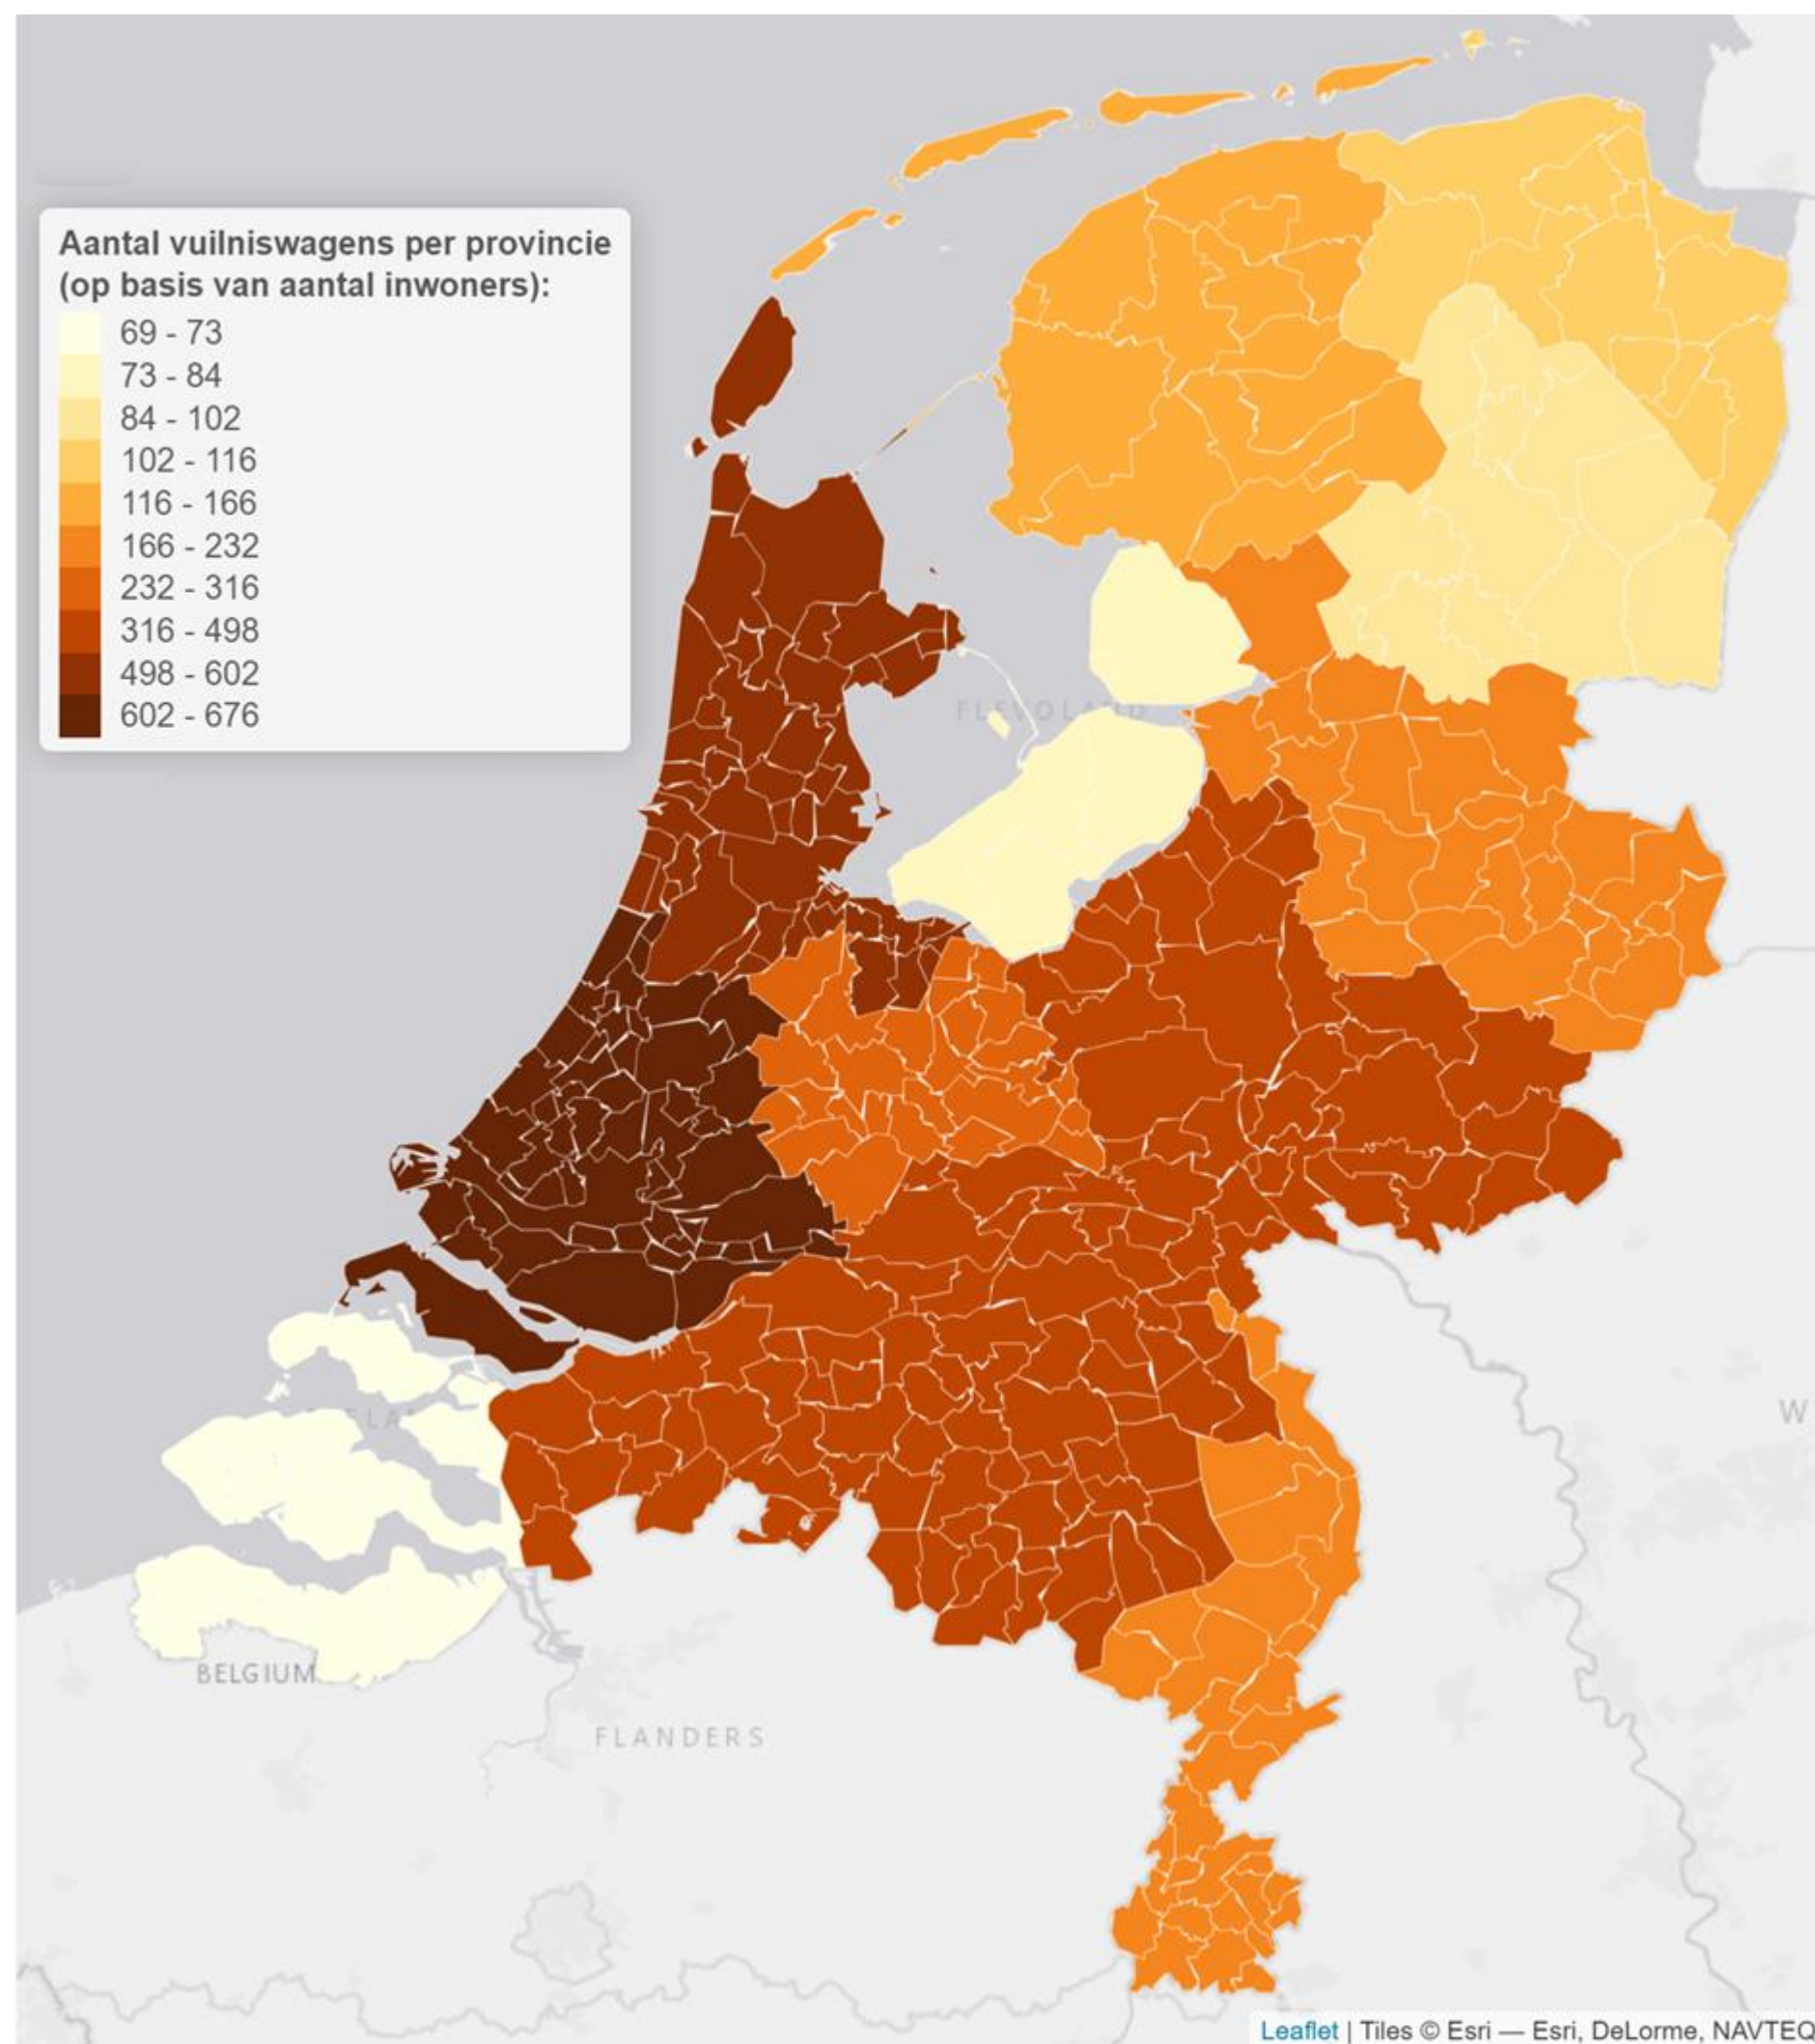 Aantal vuilniswagens per provincie
(op basis van aantal inwoners):
69 - 73
73 - 84
84 - 102
102 - 116
116 - 166
166 - 232
232 - 316
316 - 498
498 - 602
602 - 676
FLEVOLAND
W
BELGIUM
FLANDERS
Leaflet | Tiles © Esri — Esri, DeLorme, NAVTEQ